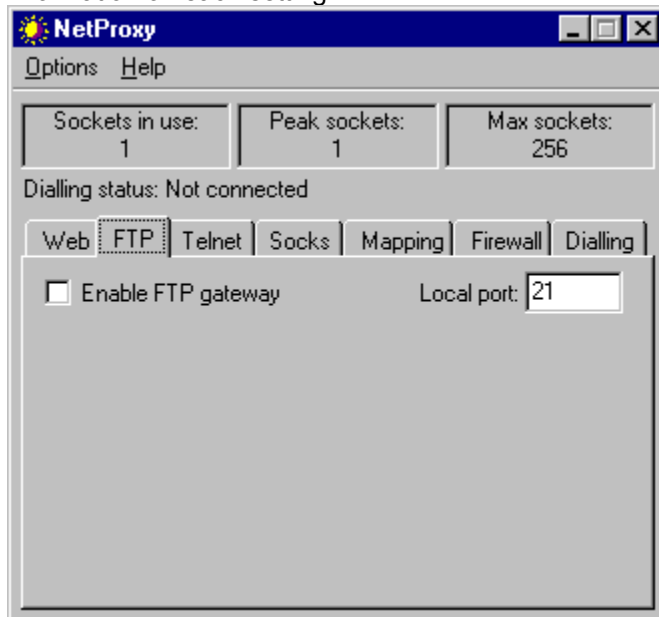 NetProxy
Options Help
Sockets in use: Peak sockets: Max sockets:
1 1 256
Dialling status: Not connected
Web FTP Telnet Socks Mapping Firewall Dialling
Enable FTP gateway Local port: 21